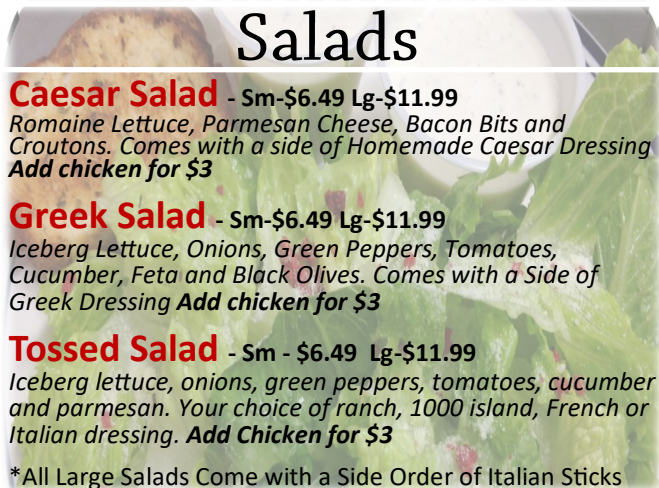 Salads
Caesar Salad - Sm-$6.49 Lg-$11.99
Romaine Lettuce, Parmesan Cheese, Bacon Bits and
Croutons. Comes with a side of Homemade Caesar Dressing
Add chicken for $3
Greek Salad - Sm-$6.49 Lg-$11.99
Iceberg Lettuce, Onions, Green Peppers, Tomatoes,
Cucumber, Feta and Black Olives. Comes with a Side of
Greek Dressing Add chicken for $3
Tossed Salad - Sm - $6.49 Lg-$11.99
Iceberg lettuce, onions, green peppers, tomatoes, cucumber
and parmesan. Your choice of ranch, 1000 island, French or
Italian dressing. Add Chicken for $3
*All Large Salads Come with a Side Order of Italian Sticks